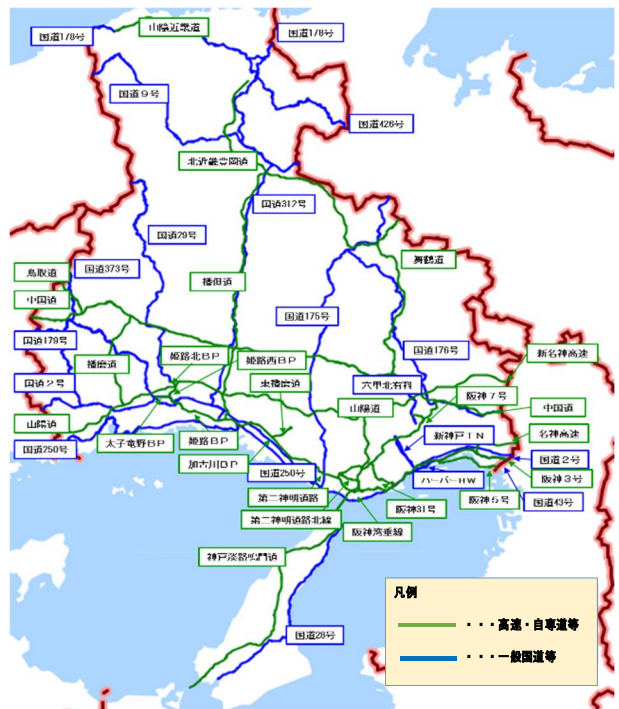 山陰近畿道
国道178号
国道178号
国道9号
国道426号
北近畿豊岡道
国道312号
国道29号
舞鶴道
国道373号
鳥取道
播但道
中国道
国道175号
国道179号
姫路北BP
姫路西BP
国道176号
新名神高速
播磨道
国道2号
東播磨道
六甲北有料
阪神7号
山陽道
中国道
山陽道
太子竜野BP
姫路BP
新神戸TN
名神高速
国道250号
加古川BP
国道250号
国道2号
ハーバーHW
阪神3号
第二神明道路
阪神31号
阪神5号
国道43号
第二神明道路北線
阪神湾垂線
神戸淡路鳴門道
国道28号
凡例
・・・高速・自専道等
・・・一般国道等